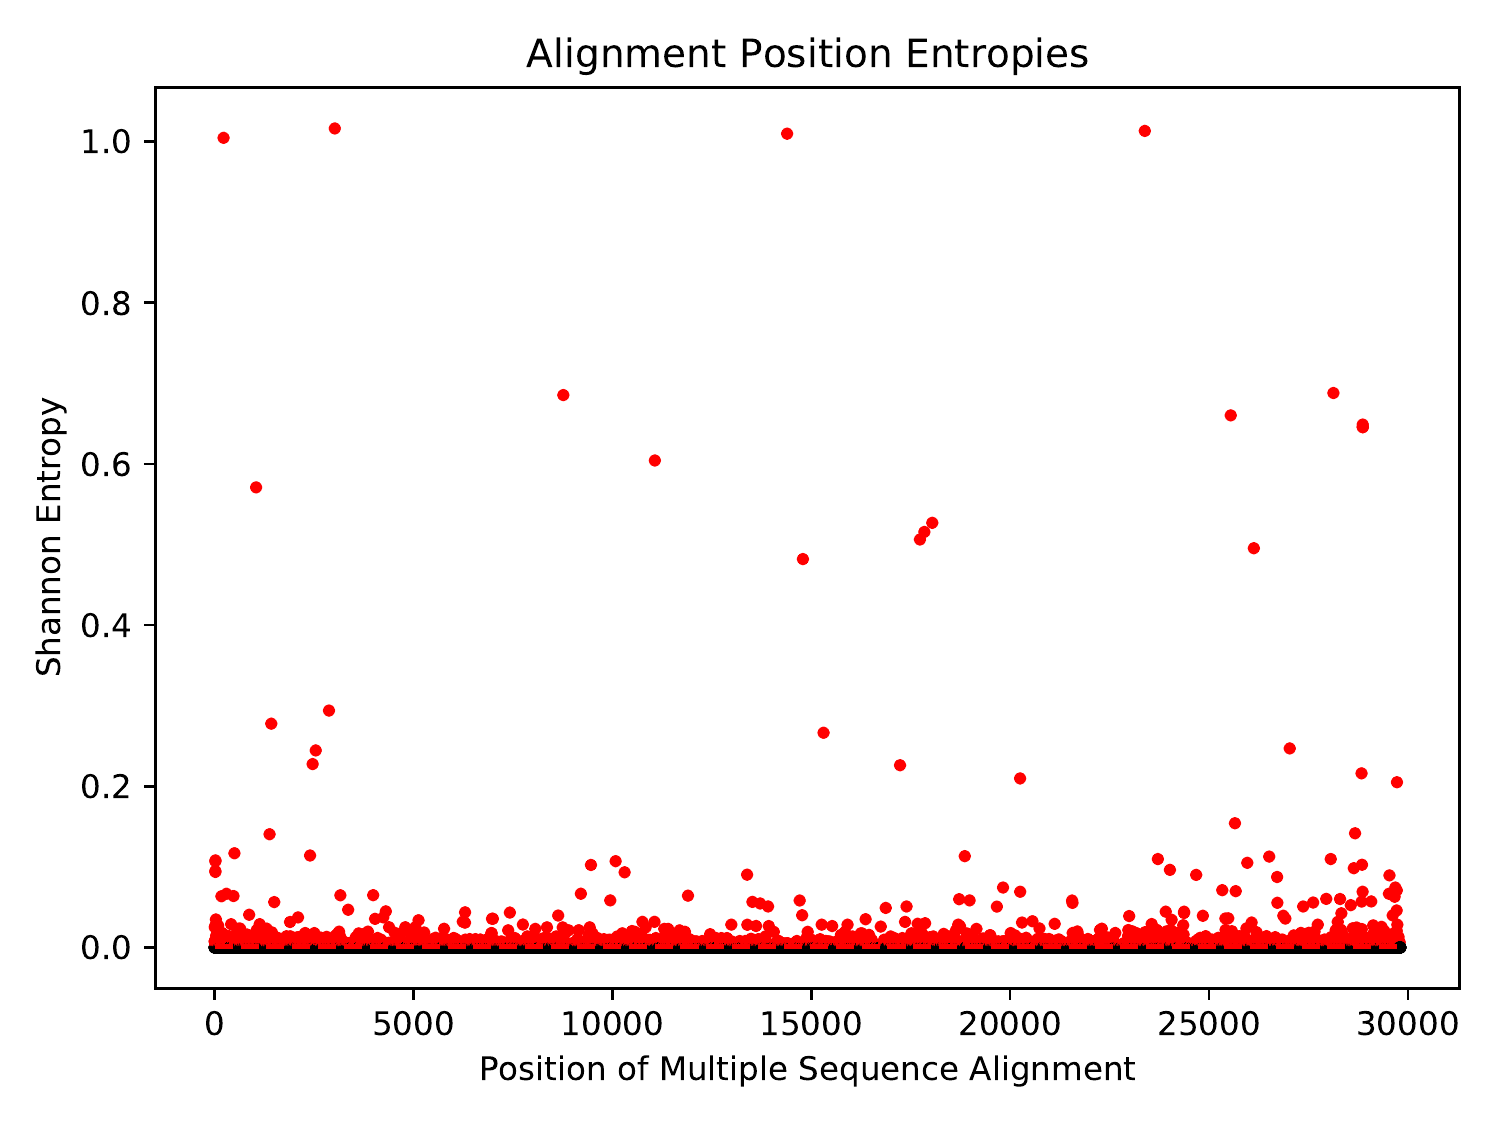 Alignment Position Entropies
Shannon Entropy
1.0
0.8
0.6
0.4
0.2
0.0
0 5000 10000 15000 20000 25000 30000
Position of Multiple Sequence Alignment